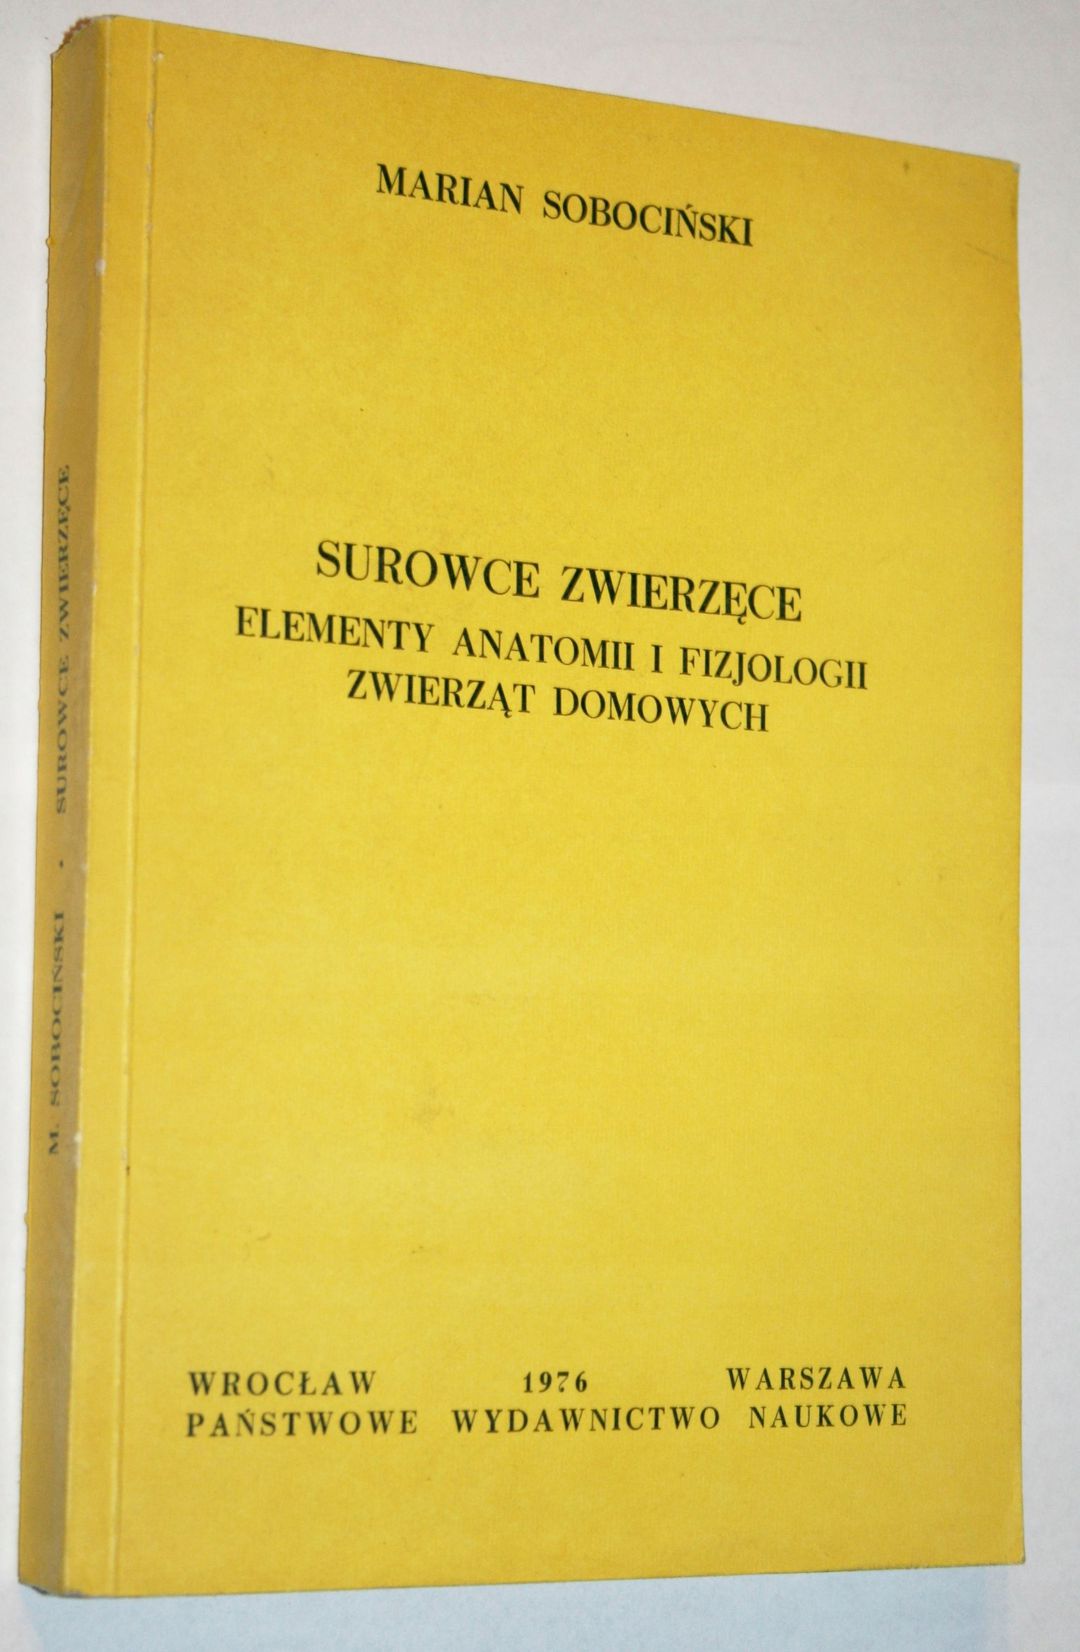 MARIAN SOBOCIŃSKI
SUROWCE ZWIERZĘCE
ELEMENTY ANATOMII I FIZJOLOGII
ZWIERZĄT DOMOWYCH
WROCŁAW 1976 WARSZAWA
PAŃSTWOWE WYDAWNICTWO NAUKOWE
M. SOBOCIŃSKI • SUROWCE ZWIERZĘCE